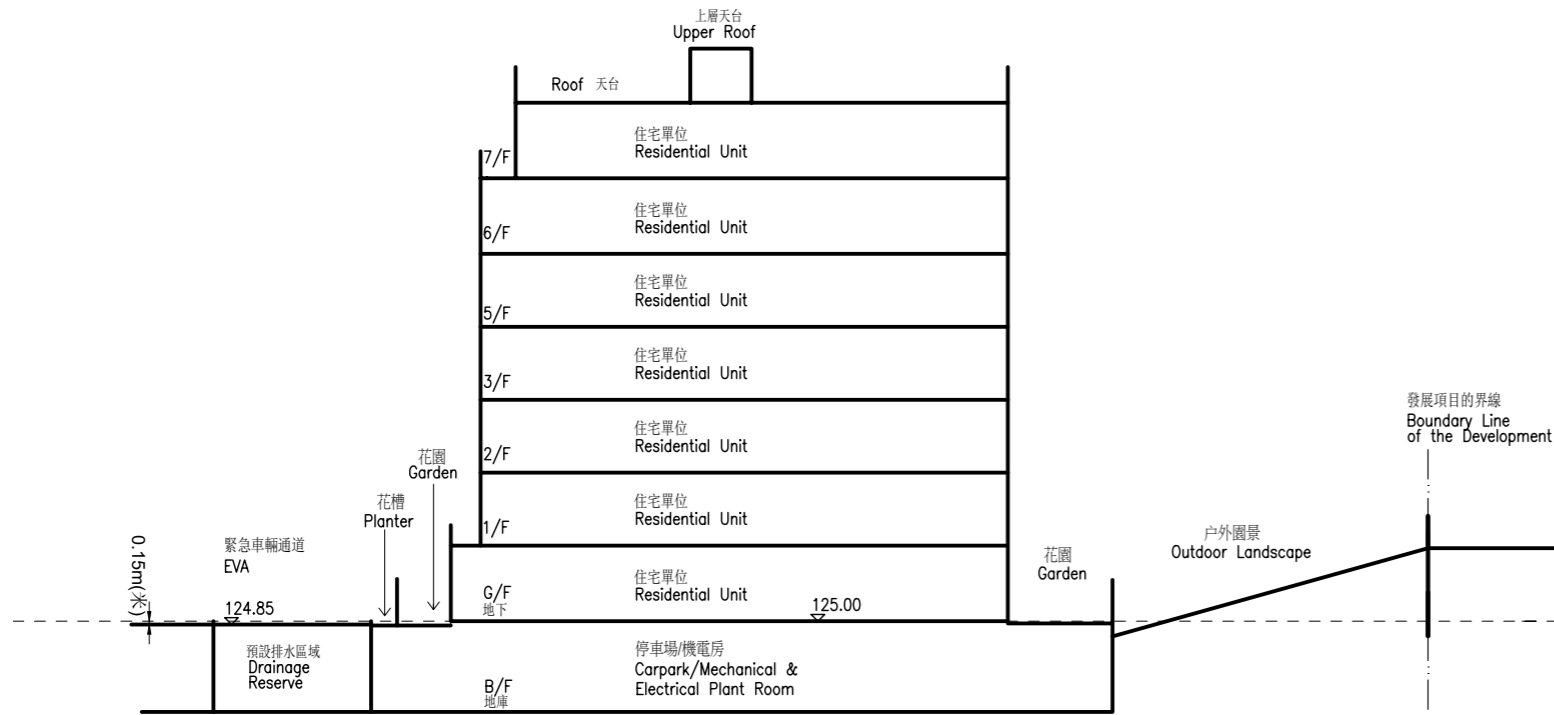 上層天台
Upper Roof
Roof 天台
住宅單位
Residential Unit
7/F
住宅單位
Residential Unit
6/F
住宅單位
Residential Unit
5/F
住宅單位
Residential Unit
3/F
住宅單位
Residential Unit
2/F
住宅單位
Residential Unit
1/F
住宅單位
Residential Unit
G/F
地下
125.00
停車場/機電房
Carpark/Mechanical &
Electrical Plant Room
B/F
地庫
花園
Garden
花槽
Planter
緊急車輛通道
EVA
0.15m(米)
124.85
預設排水區域
Drainage
Reserve
花園
Garden
户外園景
Outdoor Landscape
發展項目的界線
Boundary Line
of the Development